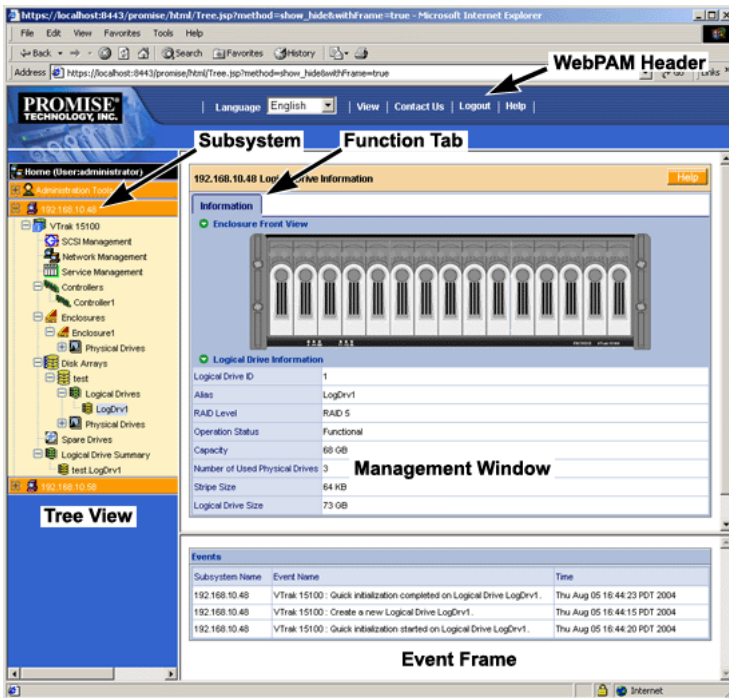 https://localhost:8443/promise/html/Tree.jsp?method=show_hide&withFrame=true - Microsoft Internet Explorer
File Edit View Favorites Tools Help
Back Search Favorites History
Address https://localhost:8443/promise/html/Tree.jsp?method=show_hide&withFrame=true Go Links
WebPAM Header
PROMISE®
TECHNOLOGY, INC.
| Language English | View | Contact Us | Logout | Help |
Subsystem
Function Tab
Home (User:administrator)
Administration Tools
192.168.10.48
VTrak 15100
SCSI Management
Network Management
Service Management
Controllers
Controller1
Enclosures
Enclosure1
Physical Drives
Disk Arrays
test
Logical Drives
LogDrv1
Physical Drives
Spare Drives
Logical Drive Summary
test.LogDrv1
192.168.10.58
Tree View
192.168.10.48 Logical Drive Information
Help
Information
Enclosure Front View
Logical Drive Information
Logical Drive ID 1
Alias LogDrv1
RAID Level RAID 5
Operation Status Functional
Capacity 68 GB
Number of Used Physical Drives 3
Stripe Size 64 KB
Logical Drive Size 73 GB
Management Window
Events
Subsystem Name Event Name Time
192.168.10.48 VTrak 15100 : Quick initialization completed on Logical Drive LogDrv1. Thu Aug 05 16:44:23 PDT 2004
192.168.10.48 VTrak 15100 : Create a new Logical Drive LogDrv1. Thu Aug 05 16:44:15 PDT 2004
192.168.10.48 VTrak 15100 : Quick initialization started on Logical Drive LogDrv1. Thu Aug 05 16:44:20 PDT 2004
Event Frame
Internet